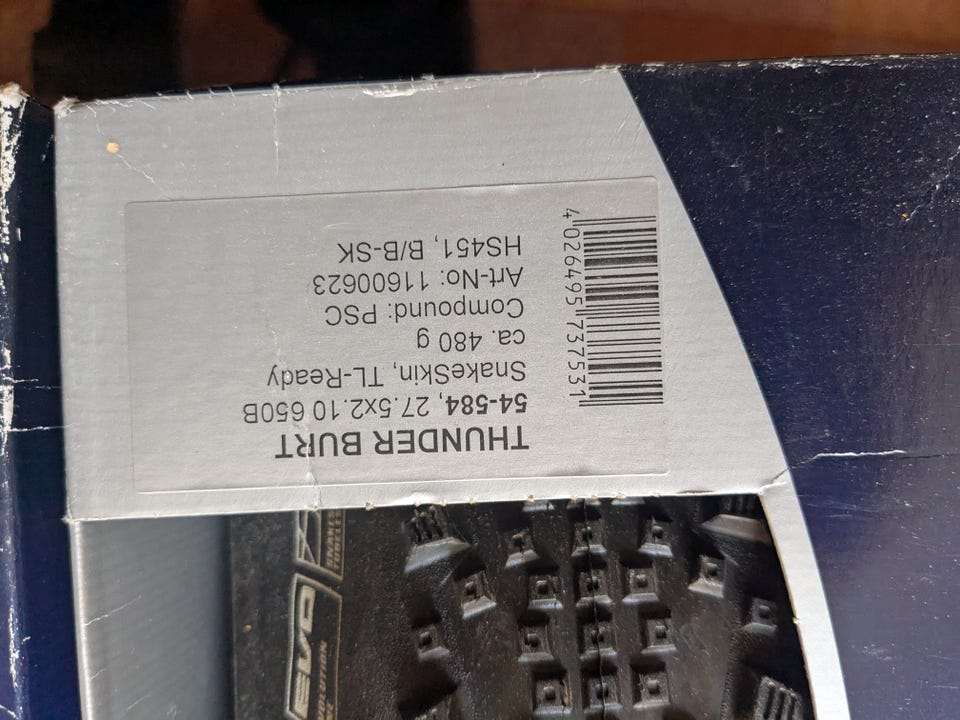 THUNDER BURT
54-584, 27.5x2.10 650B
SnakeSkin, TL-Ready
ca. 480 g
Compound: PSC
Art-No: 11600623
HS451, B/B-SK
4 026495 737531
EVO